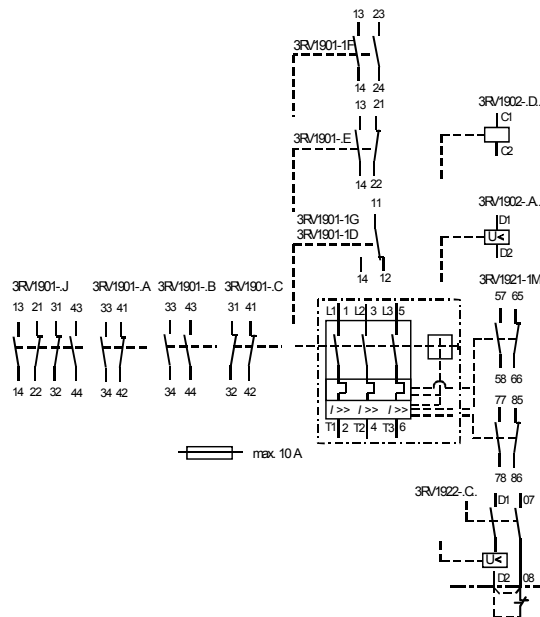 13 23
3RV1901-1F
14 24
13 21
3RV1901-.E
14 22
11
3RV1901-1G
3RV1901-1D
14 12
3RV1902-.D..
C1
C2
3RV1902-.A..
D1
U<
D2
3RV1901-.J 3RV1901-.A 3RV1901-.B 3RV1901-.C
13 21 31 43 33 41 33 43 31 41
14 22 32 44 34 42 34 44 32 42
L1 1 L2 3 L3 5
I >> I >> I >>
T1 2 T2 4 T3 6
3RV1921-1M
57 65
58 66
77 85
78 86
max. 10 A
3RV1922-.C..
D1 07
U<
D2 08